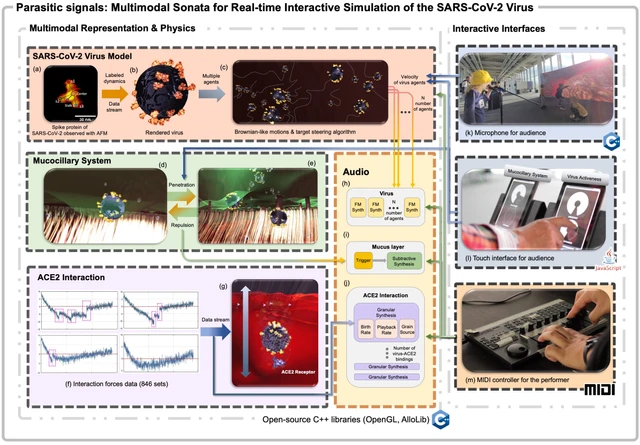 Parasitic signals: Multimodal Sonata for Real-time Interactive Simulation of the SARS-CoV-2 Virus
Multimodal Representation & Physics
Interactive Interfaces
SARS-CoV-2 Virus Model
(a)
Spike protein of
SARS-CoV-2 observed with AFM
Labeled
dynamics
Data
stream
(b)
Rendered virus
Multiple
agents
(c)
Brownian-like motions & target steering algorithm
Velocity
of virus agents
N
number of
agents
(k) Microphone for audience
Mucocillary System
(d)
Penetration
Repulsion
(e)
Audio
(h)
Virus
FM
Synth
FM
Synth
N
number of
agents
FM
Synth
(i)
Mucus layer
Trigger
Subtractive
Synthesis
(j)
ACE2 Interaction
Granular
Synthesis
Birth
Rate
Playback
Rate
Grain
Source
Number of
virus-ACE2
bindings
Granular Synthesis
Granular Synthesis
Mucocillary System
Virus Activeness
(l) Touch interface for audience
JavaScript
ACE2 Interaction
(f) Interaction forces data (846 sets)
Data stream
(g)
ACE2 Receptor
(m) MIDI controller for the performer
MIDI
Open-source C++ libraries (OpenGL, AlloLib)